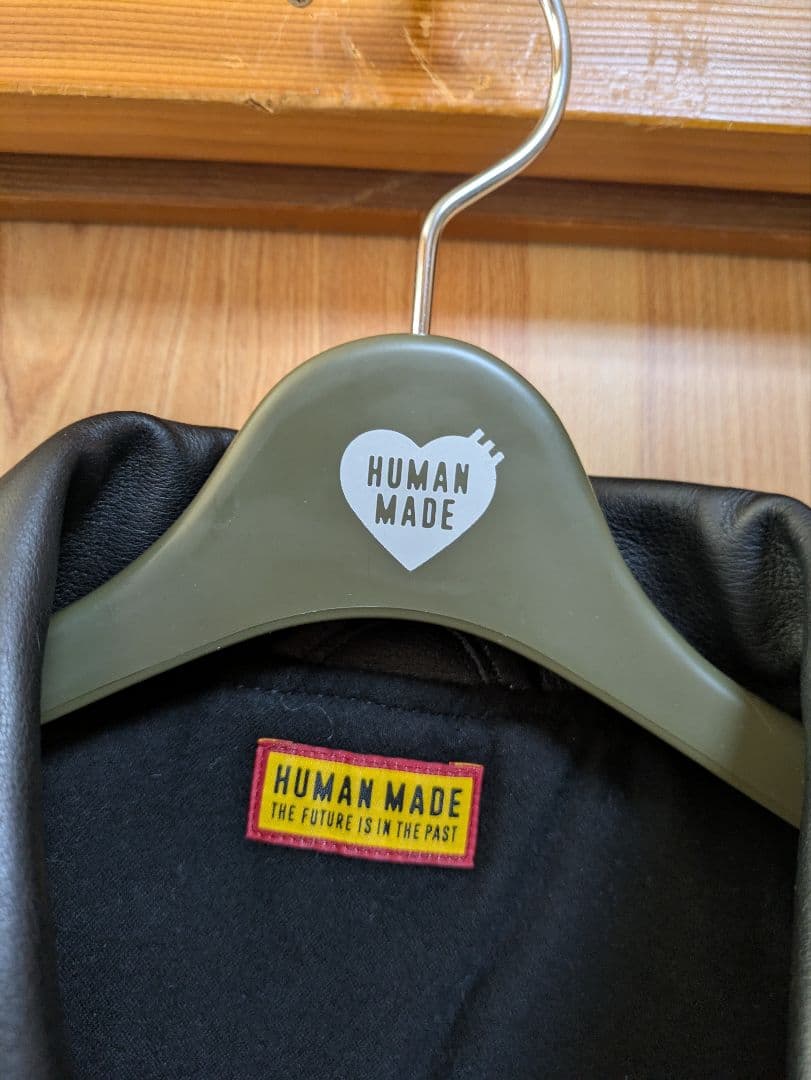 HUMAN
MADE
HUMAN MADE
THE FUTURE IS IN THE PAST